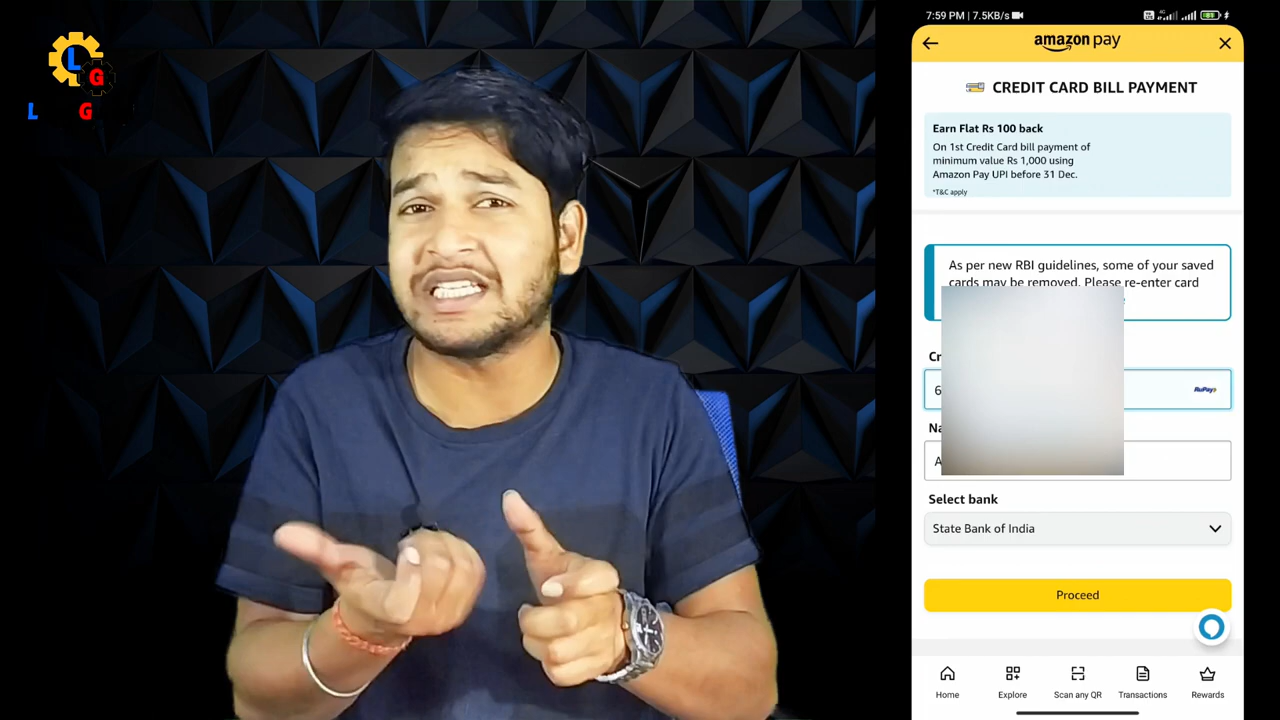 L G
L G
7:59 PM | 7.5KB/s
amazon pay
CREDIT CARD BILL PAYMENT
Earn Flat Rs 100 back
On 1st Credit Card bill payment of
minimum value Rs 1,000 using
Amazon Pay UPI before 31 Dec.
*T&C apply
As per new RBI guidelines, some of your saved
cards may be removed. Please re-enter card
Cr
6
RuPay
Na
A
Select bank
State Bank of India
Proceed
Home Explore Scan any QR Transactions Rewards